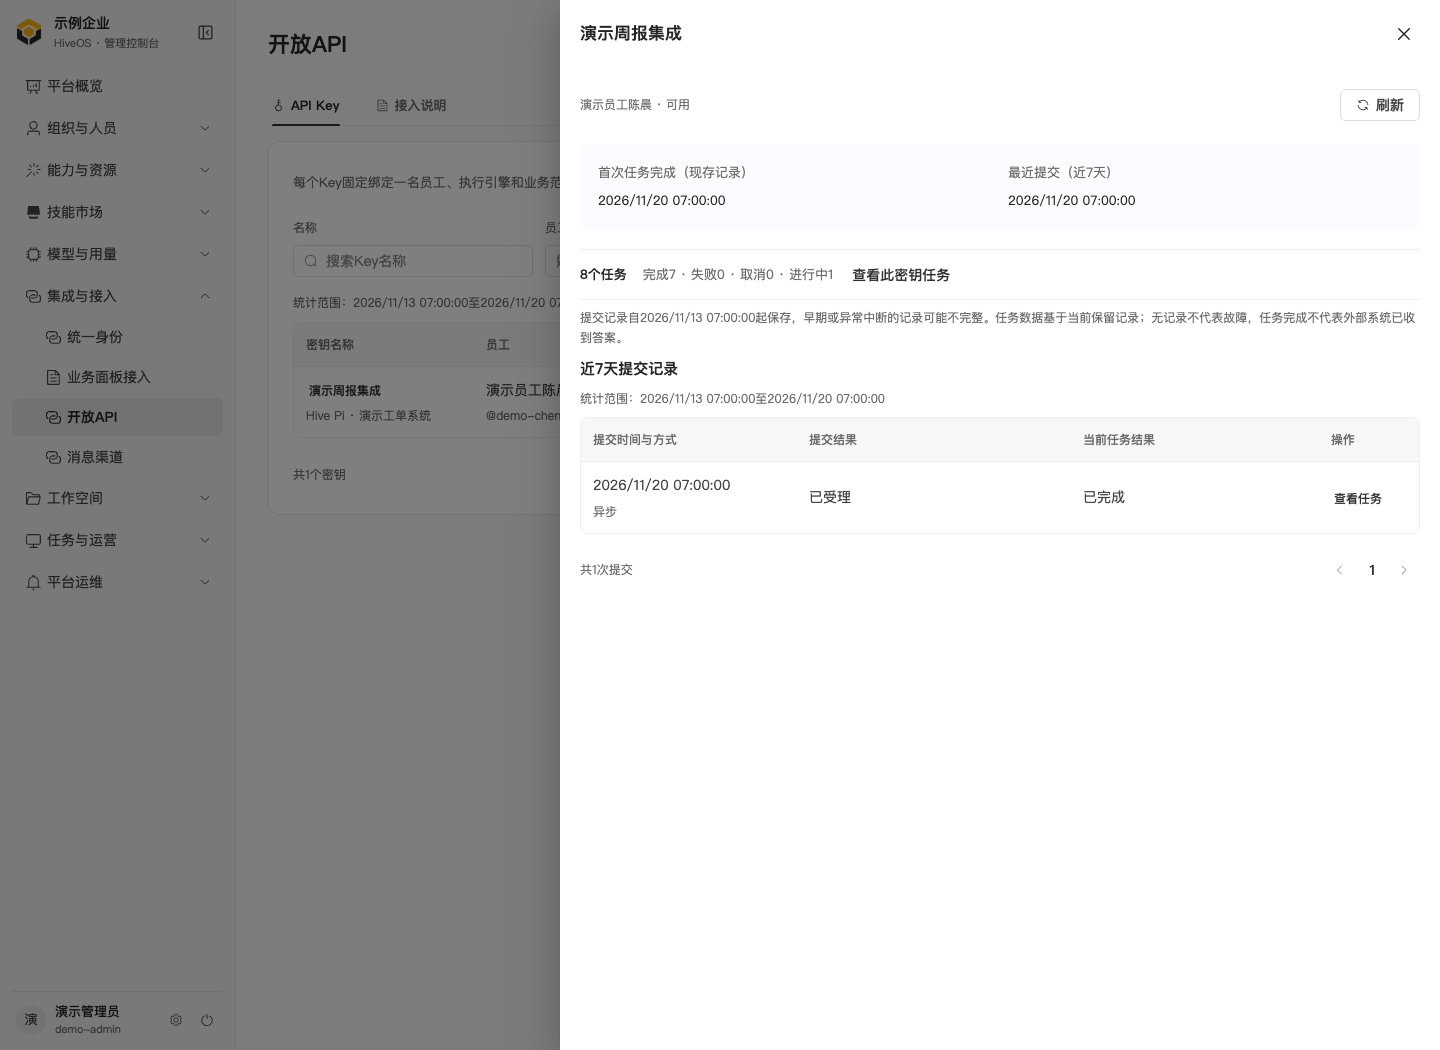 示例企业
HiveOS · 管理控制台
平台概览
组织与人员
能力与资源
技能市场
模型与用量
集成与接入
统一身份
业务面板接入
开放API
消息渠道
工作空间
任务与运营
平台运维
演
演示管理员
demo-admin
开放API
API Key
接入说明
每个Key固定绑定一名员工、执行引擎和业务范
名称
搜索Key名称
统计范围：2026/11/13 07:00:00至2026/11/20 07
密钥名称
员工
演示周报集成
Hive Pi · 演示工单系统
演示员工陈
@demo-chen
共1个密钥
演示周报集成
演示员工陈晨 · 可用
刷新
首次任务完成（现存记录）
2026/11/20 07:00:00
最近提交（近7天）
2026/11/20 07:00:00
8个任务 完成7 · 失败0 · 取消0 · 进行中1 查看此密钥任务
提交记录自2026/11/13 07:00:00起保存，早期或异常中断的记录可能不完整。任务数据基于当前保留记录；无记录不代表故障，任务完成不代表外部系统已收
到答案。
近7天提交记录
统计范围：2026/11/13 07:00:00至2026/11/20 07:00:00
提交时间与方式 提交结果 当前任务结果 操作
2026/11/20 07:00:00
异步
已受理
已完成
查看任务
共1次提交
1